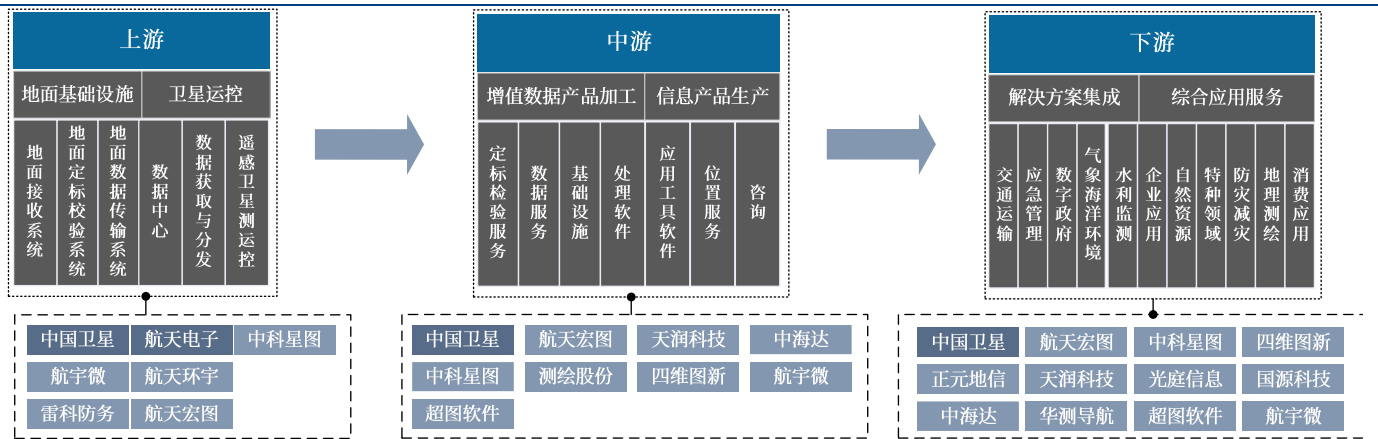 上游
地面基础设施
卫星运控
地面接收系统
地面定标校验系统
地面数据传输系统
数据中心
数据获取与分发
遥感卫星测运控
中国卫星
航天电子
中科星图
航宇微
航天环宇
雷科防务
航天宏图
中游
增值数据产品加工
信息产品生产
定标检验服务
数据服务
基础设施
处理软件
应用工具软件
位置服务
咨询
中国卫星
航天宏图
天润科技
中海达
中科星图
测绘股份
四维图新
航宇微
超图软件
下游
解决方案集成
综合应用服务
交通运输
应急管理
数字政府
气象海洋环境
水利监测
企业应用
自然资源
特种领域
防灾减灾
地理测绘
消费应用
中国卫星
航天宏图
中科星图
四维图新
正元地信
天润科技
光庭信息
国源科技
中海达
华测导航
超图软件
航宇微